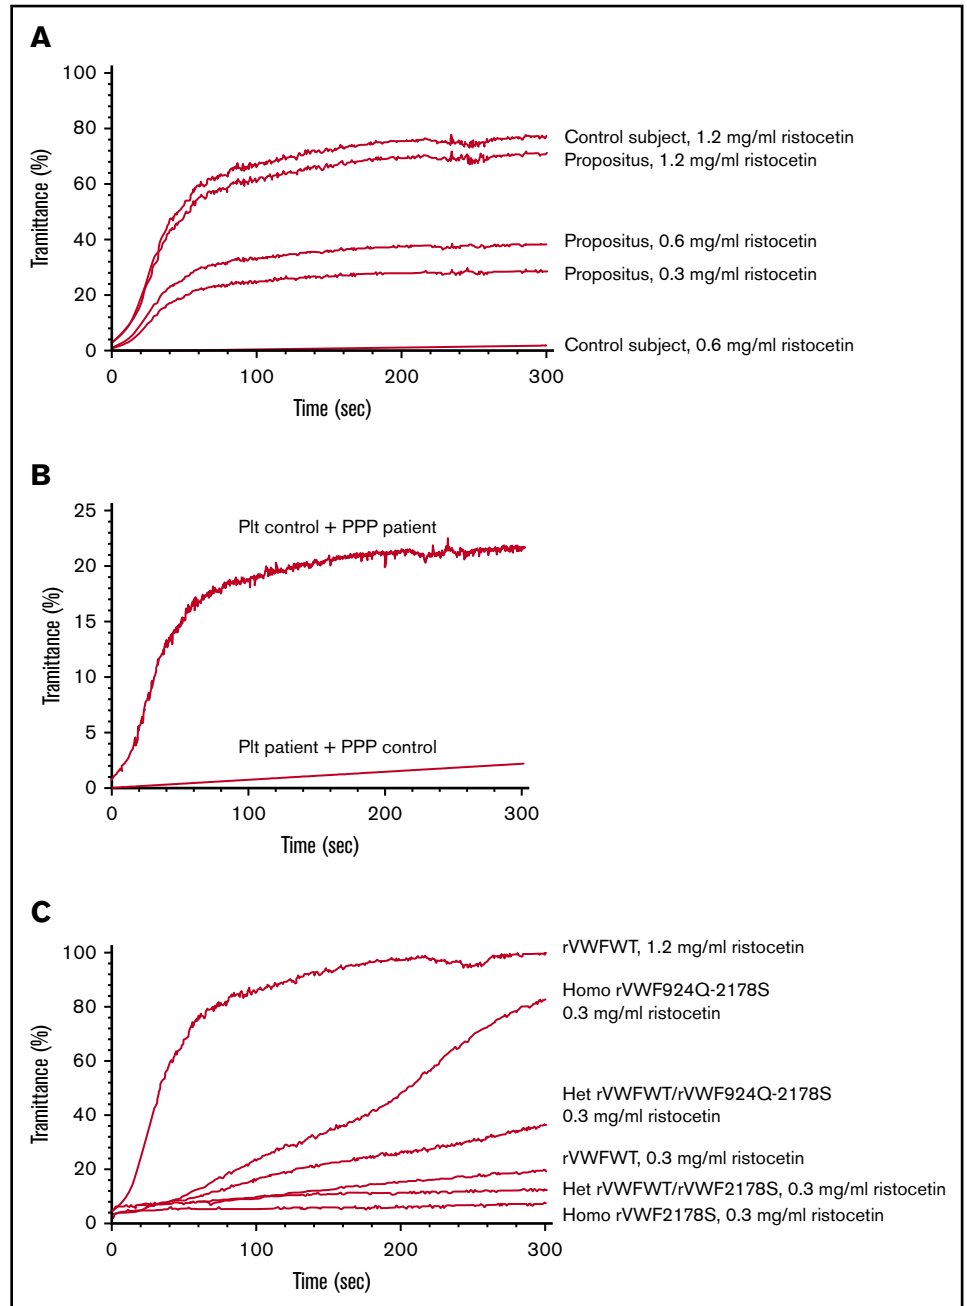 A
100
80
60
40
20
0
Tramittance (%)
0 100 200 300
Time (sec)
Control subject, 1.2 mg/ml ristocetin
Propositus, 1.2 mg/ml ristocetin
Propositus, 0.6 mg/ml ristocetin
Propositus, 0.3 mg/ml ristocetin
Control subject, 0.6 mg/ml ristocetin
B
25
20
15
10
5
0
Tramittance (%)
Plt control + PPP patient
Plt patient + PPP control
0 100 200 300
Time (sec)
C
100
80
60
40
20
0
Tramittance (%)
0 100 200 300
Time (sec)
rVWFWT, 1.2 mg/ml ristocetin
Homo rVWF924Q-2178S
0.3 mg/ml ristocetin
Het rVWFWT/rVWF924Q-2178S
0.3 mg/ml ristocetin
rVWFWT, 0.3 mg/ml ristocetin
Het rVWFWT/rVWF2178S, 0.3 mg/ml ristocetin
Homo rVWF2178S, 0.3 mg/ml ristocetin